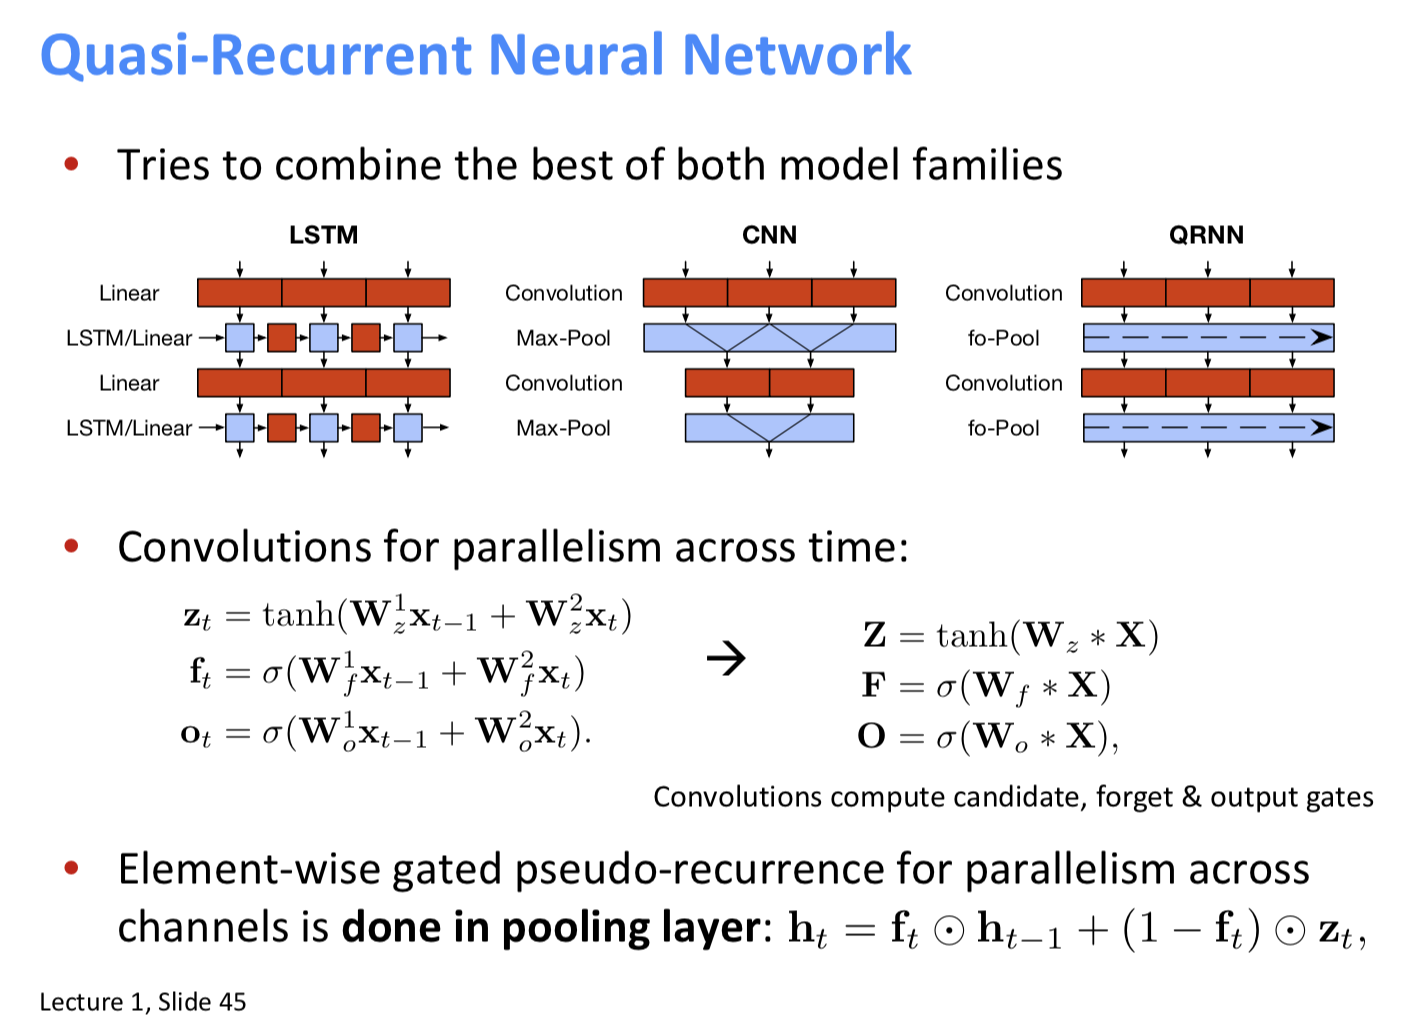 Quasi-Recurrent Neural Network
• Tries to combine the best of both model families
LSTM
Linear
LSTM/Linear
Linear
LSTM/Linear
CNN
Convolution
Max-Pool
Convolution
Max-Pool
QRNN
Convolution
fo-Pool
Convolution
fo-Pool
• Convolutions for parallelism across time:
$\mathbf{z}_t = \tanh(\mathbf{W}_z^1 \mathbf{x}_{t-1} + \mathbf{W}_z^2 \mathbf{x}_t)$
$\mathbf{f}_t = \sigma(\mathbf{W}_f^1 \mathbf{x}_{t-1} + \mathbf{W}_f^2 \mathbf{x}_t)$
$\mathbf{o}_t = \sigma(\mathbf{W}_o^1 \mathbf{x}_{t-1} + \mathbf{W}_o^2 \mathbf{x}_t).$
→
$\mathbf{Z} = \tanh(\mathbf{W}_z * \mathbf{X})$
$\mathbf{F} = \sigma(\mathbf{W}_f * \mathbf{X})$
$\mathbf{O} = \sigma(\mathbf{W}_o * \mathbf{X}),$
Convolutions compute candidate, forget & output gates
• Element-wise gated pseudo-recurrence for parallelism across
channels is done in pooling layer: $\mathbf{h}_t = \mathbf{f}_t \odot \mathbf{h}_{t-1} + (1 - \mathbf{f}_t) \odot \mathbf{z}_t,$
Lecture 1, Slide 45